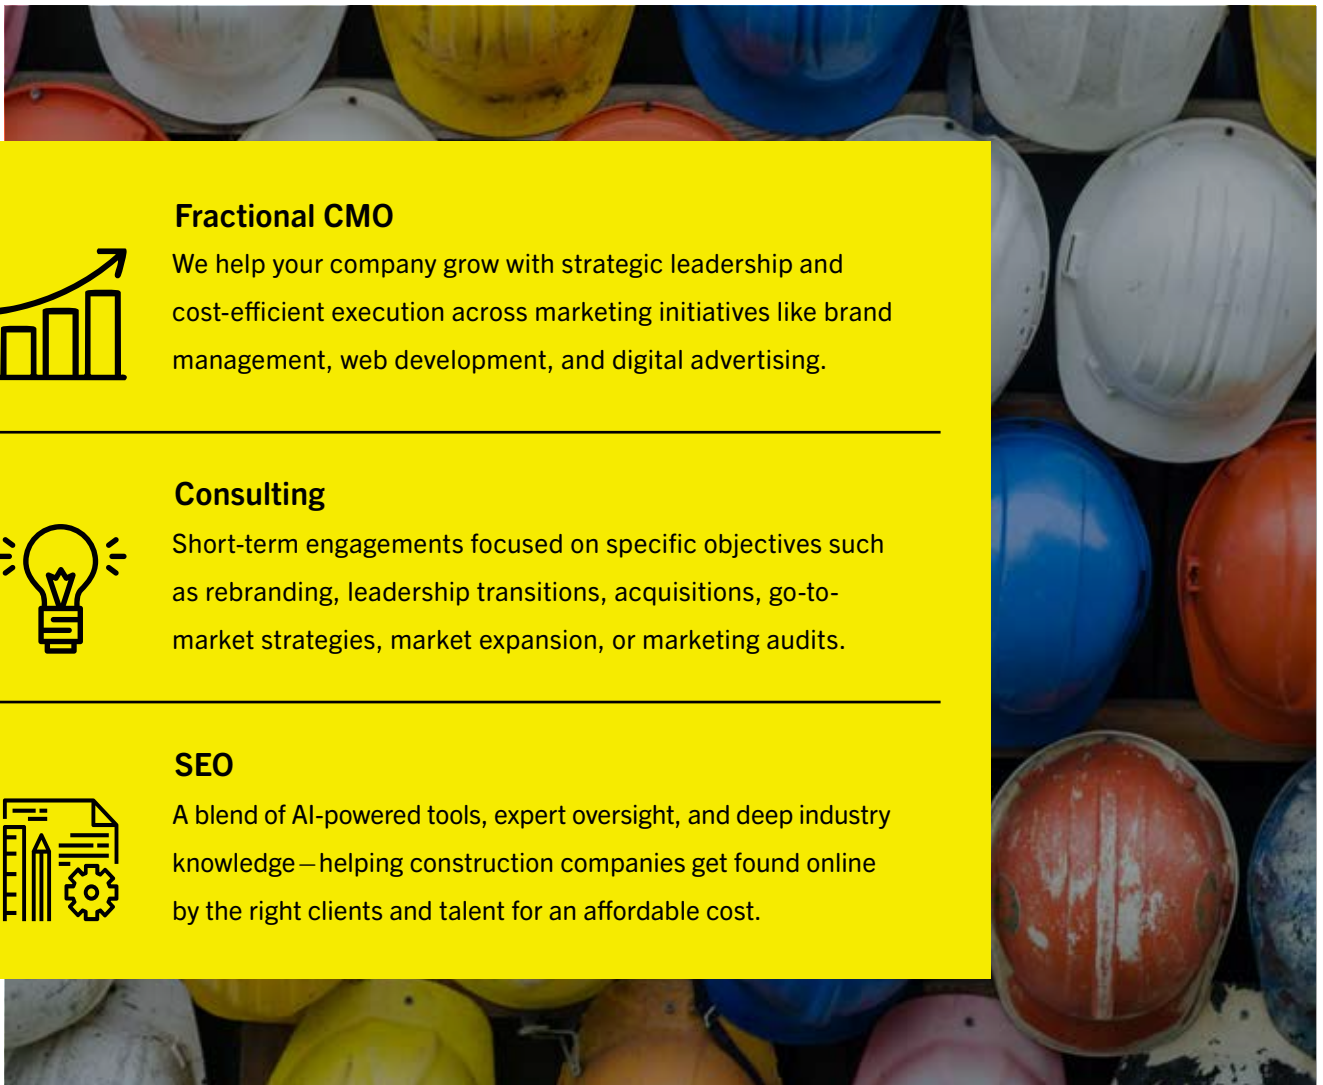 Fractional CMO
We help your company grow with strategic leadership and
cost-efficient execution across marketing initiatives like brand
management, web development, and digital advertising.
Consulting
Short-term engagements focused on specific objectives such
as rebranding, leadership transitions, acquisitions, go-to-
market strategies, market expansion, or marketing audits.
SEO
A blend of AI-powered tools, expert oversight, and deep industry
knowledge—helping construction companies get found online
by the right clients and talent for an affordable cost.